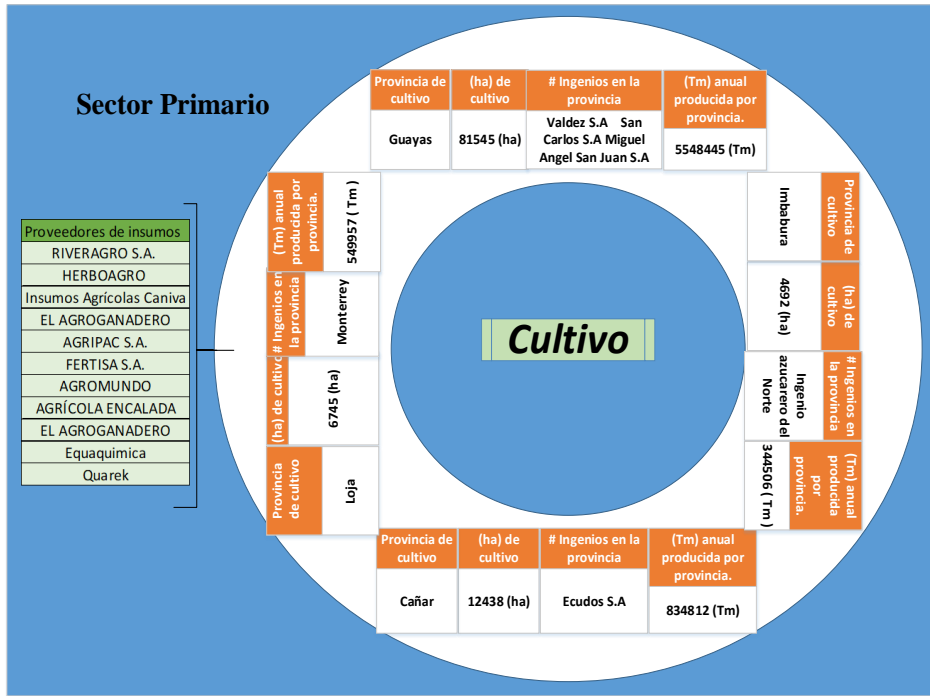 Sector Primario
Proveedores de insumos
RIVERAGRO S.A.
HERBOAGRO
Insumos Agrícolas Caniva
EL AGROGANADERO
AGRIPAC S.A.
FERTISA S.A.
AGROMUNDO
AGRÍCOLA ENCALADA
EL AGROGANADERO
Equaquimica
Quarek
Provincia de
cultivo
(ha) de
cultivo
# Ingenios en la
provincia
(Tm) anual
producida por
provincia.
Guayas
81545 (ha)
Valdez S.A San
Carlos S.A Miguel
Angel San Juan S.A
5548445 (Tm)
Provincia de
cultivo
Imbabura
(ha) de
cultivo
4692 (ha)
# Ingenios en
la provincia
Ingenio
azucarero del
Norte
(Tm) anual
producida
por
provincia.
344506 ( Tm )
Cultivo
Provincia
de cultivo
Loja
(ha) de cultivo
6745 (ha)
# Ingenios en
la provincia
Monterrey
(Tm) anual
producida por
provincia.
549957 ( Tm )
Provincia de
cultivo
(ha) de
cultivo
# Ingenios en la
provincia
(Tm) anual
producida por
provincia.
Cañar
12438 (ha)
Ecudos S.A
834812 (Tm)